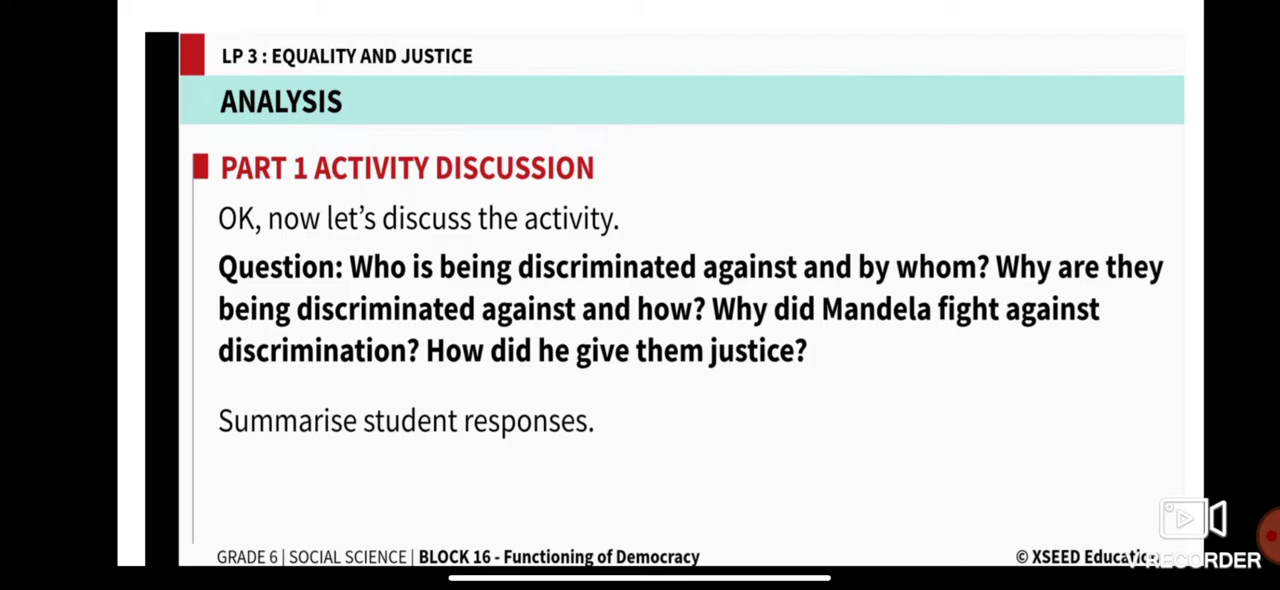 LP 3 : EQUALITY AND JUSTICE
ANALYSIS
PART 1 ACTIVITY DISCUSSION
OK, now let’s discuss the activity.
Question: Who is being discriminated against and by whom? Why are they
being discriminated against and how? Why did Mandela fight against
discrimination? How did he give them justice?
Summarise student responses.
GRADE 6 | SOCIAL SCIENCE | BLOCK 16 - Functioning of Democracy
© XSEED Education
V RECORDER